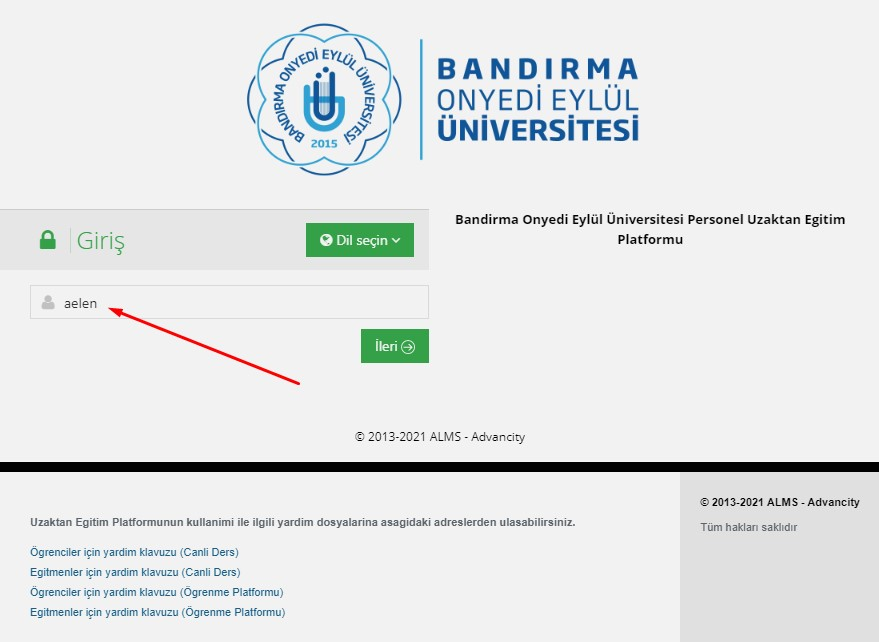 BANDIRMA ONYEDİ EYLÜL ÜNİVERSİTESİ
2015
BANDIRMA
ONYEDİ EYLÜL
ÜNİVERSİTESİ
Giriş
Dil seçin
aelen
İleri
Bandirma Onyedi Eylül Üniversitesi Personel Uzaktan Egitim
Platformu
© 2013-2021 ALMS - Advancity
Uzaktan Egitim Platformunun kullanimi ile ilgili yardim dosyalarina asagidaki adreslerden ulasabilirsiniz.
Ögrenciler için yardim klavuzu (Canli Ders)
Egitmenler için yardim klavuzu (Canli Ders)
Ögrenciler için yardim klavuzu (Ögrenme Platformu)
Egitmenler için yardim klavuzu (Ögrenme Platformu)
© 2013-2021 ALMS - Advancity
Tüm hakları saklıdır